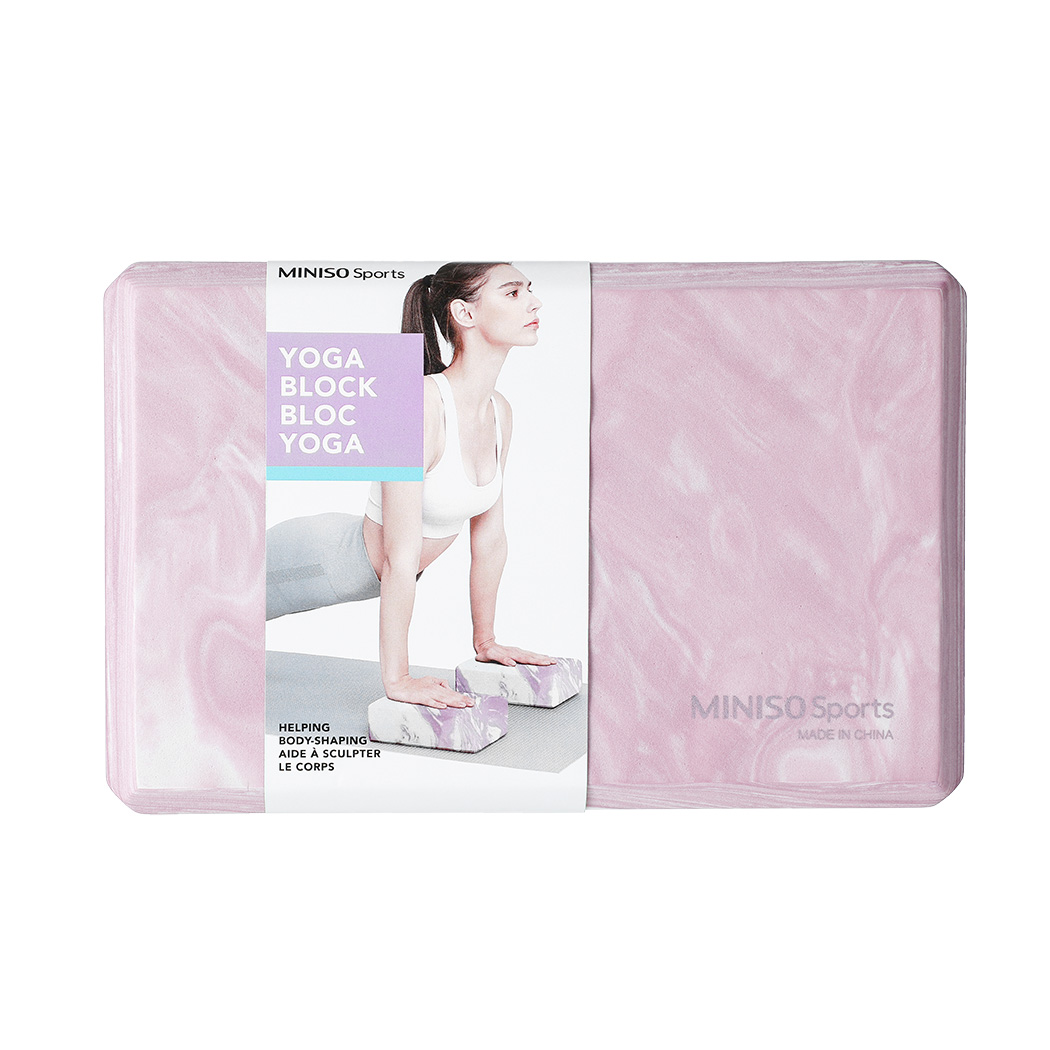 MINISO Sports
YOGA
BLOCK
BLOC
YOGA
HELPING
BODY-SHAPING
AIDE À SCULPTER
LE CORPS
MINISO Sports
MADE IN CHINA